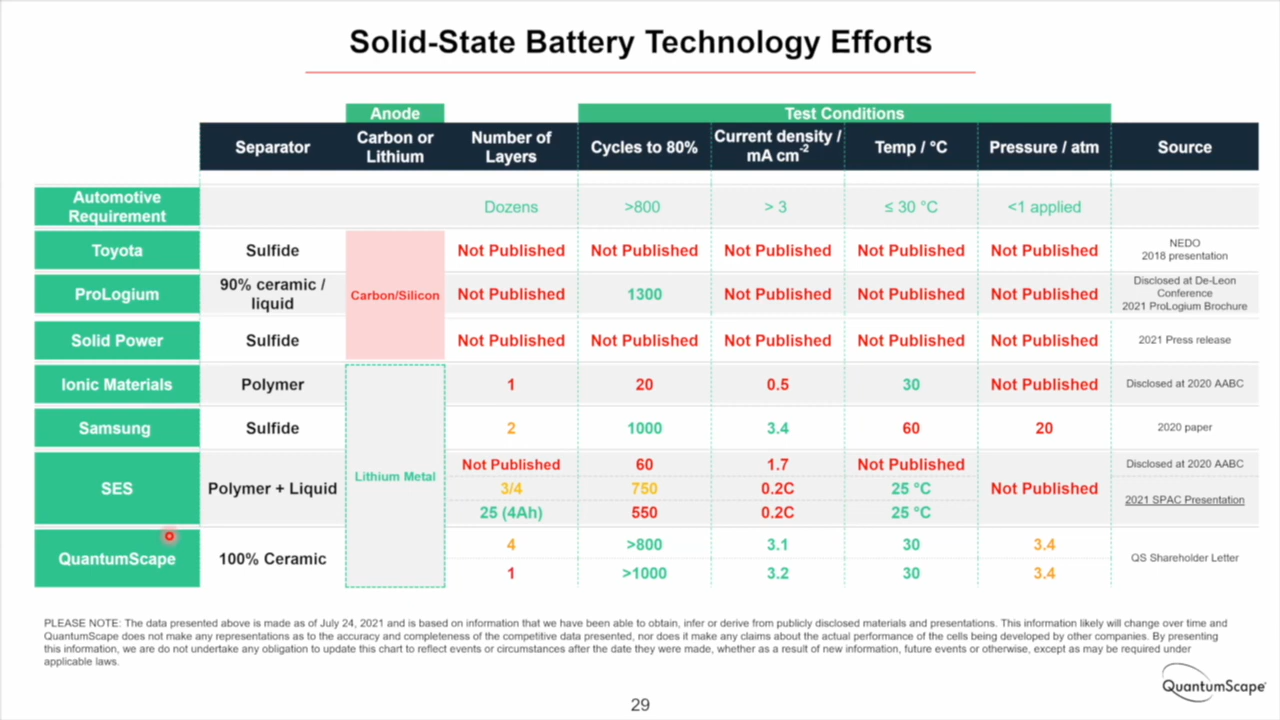 Solid-State Battery Technology Efforts
Anode
Test Conditions
Separator
Carbon or
Lithium
Number of
Layers
Cycles to 80%
Current density /
mA cm-2
Temp / °C
Pressure / atm
Source
Automotive
Requirement
Dozens
>800
> 3
≤ 30 °C
<1 applied
Toyota
Sulfide
Carbon/Silicon
Not Published
Not Published
Not Published
Not Published
Not Published
NEDO
2018 presentation
ProLogium
90% ceramic /
liquid
Not Published
1300
Not Published
Not Published
Not Published
Disclosed at De-Leon
Conference
2021 ProLogium Brochure
Solid Power
Sulfide
Not Published
Not Published
Not Published
Not Published
Not Published
2021 Press release
Ionic Materials
Polymer
Lithium Metal
1
20
0.5
30
Not Published
Disclosed at 2020 AABC
Samsung
Sulfide
2
1000
3.4
60
20
2020 paper
SES
Polymer + Liquid
Not Published
60
1.7
Not Published
Not Published
Disclosed at 2020 AABC
3/4
750
0.2C
25 °C
2021 SPAC Presentation
25 (4Ah)
550
0.2C
25 °C
QuantumScape
100% Ceramic
4
>800
3.1
30
3.4
QS Shareholder Letter
1
>1000
3.2
30
3.4
PLEASE NOTE: The data presented above is made as of July 24, 2021 and is based on information that we have been able to obtain, infer or derive from publicly disclosed materials and presentations. This information likely will change over time and
QuantumScape does not make any representations as to the accuracy and completeness of the competitive data presented, nor does it make any claims about the actual performance of the cells being developed by other companies. By presenting
this information, we are do not undertake any obligation to update this chart to reflect events or circumstances after the date they were made, whether as a result of new information, future events or otherwise, except as may be required under
applicable laws.
QuantumScape
29